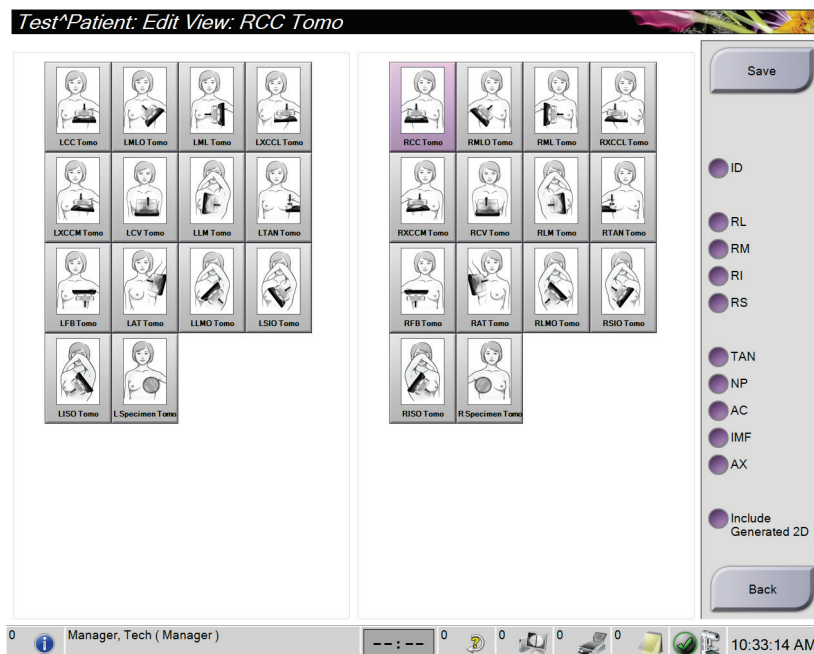 Test^Patient: Edit View: RCC Tomo
LCC Tomo LMLO Tomo LML Tomo LXCCL Tomo
LXCCM Tomo LCV Tomo LLM Tomo LTAN Tomo
LFB Tomo LAT Tomo LLMO Tomo LSIO Tomo
LISO Tomo L Specimen Tomo
RCC Tomo RMLO Tomo RML Tomo RXCCL Tomo
RXCCM Tomo RCV Tomo RLM Tomo RTAN Tomo
RFB Tomo RAT Tomo RLMO Tomo RSIO Tomo
RISO Tomo R Specimen Tomo
Save
ID
RL
RM
RI
RS
TAN
NP
AC
IMF
AX
Include
Generated 2D
Back
0 Manager, Tech ( Manager ) --:-- 0 0 0 0 10:33:14 AM